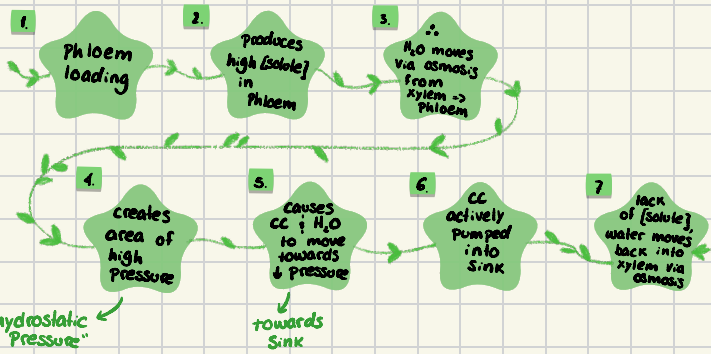 1.
Phloem
loading
2.
Produces
high [solute]
in
Phloem
3.
∴
H₂O moves
via osmosis
from
xylem =>
Phloem
4.
creates
area of
high
Pressure
"hydrostatic
Pressure"
5.
causes
CC & H₂O
to move
towards
↓ Pressure
towards
Sink
6.
CC
actively
Pumped
into
Sink
7
lack
of [solute],
water moves
back into
xylem via
osmosis